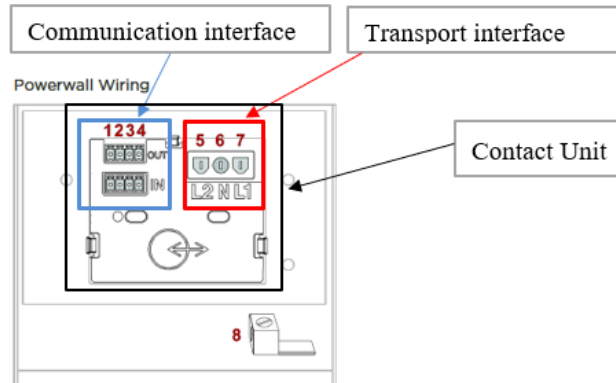 Communication interface
Transport interface
Powerwall Wiring
1234
5 6 7
OUT
Contact Unit
IN
L2 N L1
8